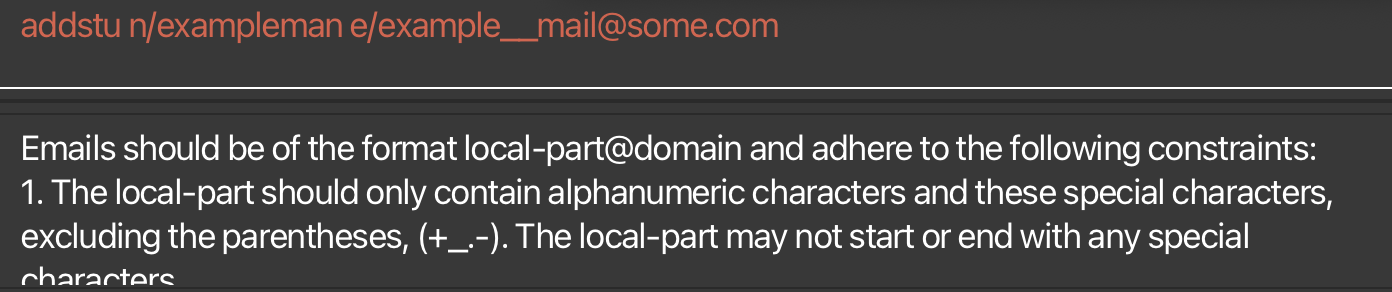 addstu n/exampleman e/example__mail@some.com
Emails should be of the format local-part@domain and adhere to the following constraints:
1. The local-part should only contain alphanumeric characters and these special characters,
excluding the parentheses, (+_.-). The local-part may not start or end with any special
characters.